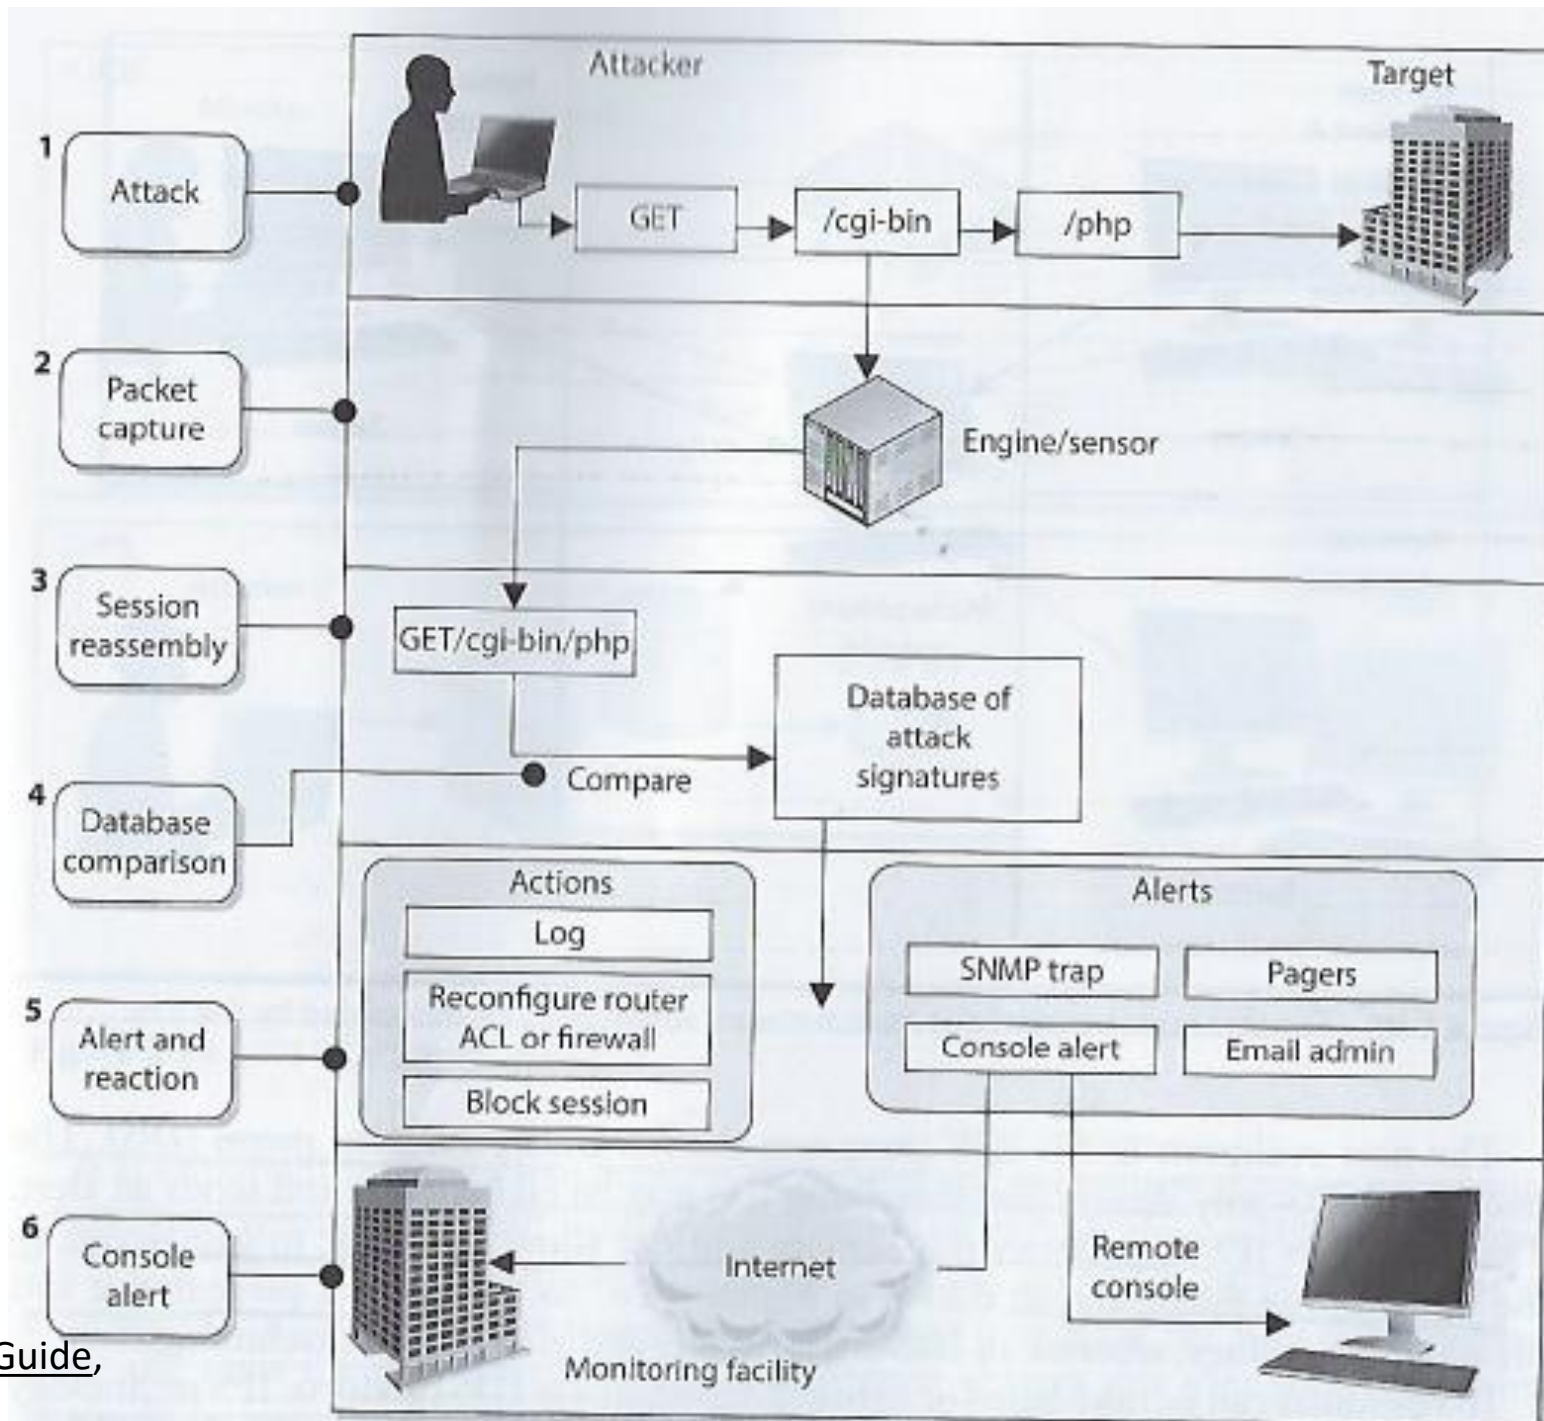 Attacker
Target
1
Attack
GET
/cgi-bin
/php
2
Packet
capture
Engine/sensor
3
Session
reassembly
GET/cgi-bin/php
Database of
attack
signatures
Compare
4
Database
comparison
Actions
Log
Reconfigure router
ACL or firewall
Block session
Alerts
SNMP trap
Pagers
Console alert
Email admin
5
Alert and
reaction
6
Console
alert
Internet
Remote
console
Monitoring facility
Guide,